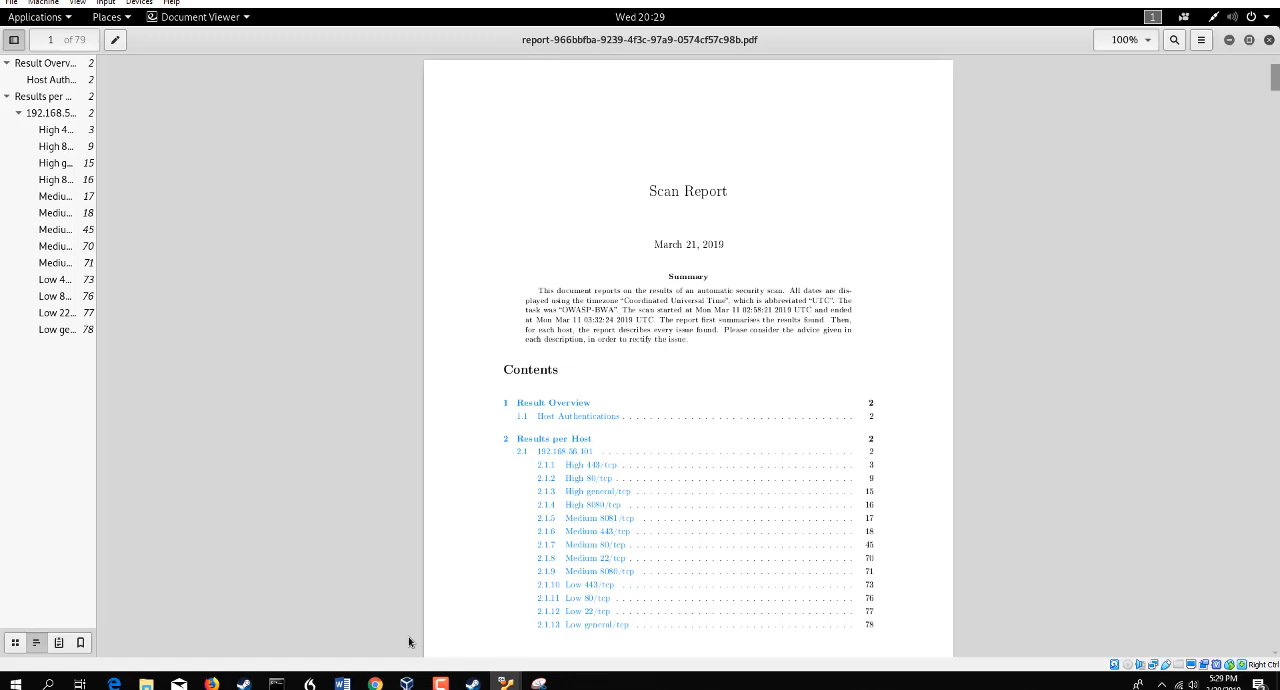 File Machine View Input Devices Help
Applications Places Document Viewer Wed 20:29 1
1 of 79 report-966bbfba-9239-4f3c-97a9-0574cf57c98b.pdf 100%
Result Overv... 2
Host Auth... 2
Results per ... 2
192.168.5... 2
High 4... 3
High 8... 9
High g... 15
High 8... 16
Mediu... 17
Mediu... 18
Mediu... 45
Mediu... 70
Mediu... 71
Low 4... 73
Low 8... 76
Low 22... 77
Low ge... 78
Scan Report
March 21, 2019
Summary
This document reports on the results of an automatic security scan. All dates are dis-
played using the timezone “Coordinated Universal Time”, which is abbreviated “UTC”. The
task was “OWASP-BWA”. The scan started at Mon Mar 11 02:58:21 2019 UTC and ended
at Mon Mar 11 03:32:24 2019 UTC. The report first summarises the results found. Then,
for each host, the report describes every issue found. Please consider the advice given in
each description, in order to rectify the issue.
Contents
1 Result Overview 2
1.1 Host Authentications . . . . . . . . . . . . . . . . . . . . . . . . . . . . . . 2
2 Results per Host 2
2.1 192.168.56.101 . . . . . . . . . . . . . . . . . . . . . . . . . . . . . . 2
2.1.1 High 443/tcp . . . . . . . . . . . . . . . . . . . . . . . . . . . . . . 3
2.1.2 High 80/tcp . . . . . . . . . . . . . . . . . . . . . . . . . . . . . . 9
2.1.3 High general/tcp . . . . . . . . . . . . . . . . . . . . . . . . . . . . 15
2.1.4 High 8080/tcp . . . . . . . . . . . . . . . . . . . . . . . . . . . . . 16
2.1.5 Medium 8081/tcp . . . . . . . . . . . . . . . . . . . . . . . . . . . . 17
2.1.6 Medium 443/tcp . . . . . . . . . . . . . . . . . . . . . . . . . . . . 18
2.1.7 Medium 80/tcp . . . . . . . . . . . . . . . . . . . . . . . . . . . . . 45
2.1.8 Medium 22/tcp . . . . . . . . . . . . . . . . . . . . . . . . . . . . . 70
2.1.9 Medium 8080/tcp . . . . . . . . . . . . . . . . . . . . . . . . . . . . 71
2.1.10 Low 443/tcp . . . . . . . . . . . . . . . . . . . . . . . . . . . . . . 73
2.1.11 Low 80/tcp . . . . . . . . . . . . . . . . . . . . . . . . . . . . . . 76
2.1.12 Low 22/tcp . . . . . . . . . . . . . . . . . . . . . . . . . . . . . . 77
2.1.13 Low general/tcp . . . . . . . . . . . . . . . . . . . . . . . . . . . . 78
Right Ctrl
5:29 PM